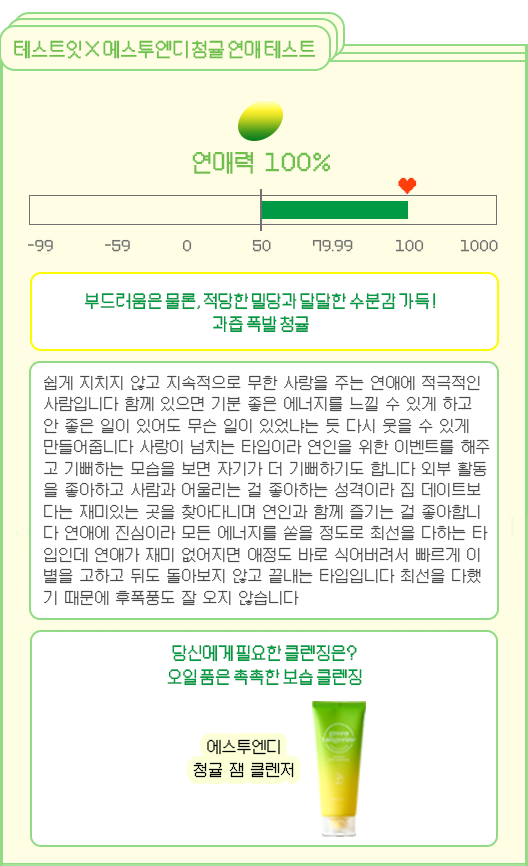 테스트잇×에스투엔디 청귤 연애 테스트
연애력 100%
-99 -59 0 50 79.99 100 1000
부드러움은 물론, 적당한 밀당과 달달한 수분감 가득!
과즙 폭발 청귤
쉽게 지치지 않고 지속적으로 무한 사랑을 주는 연애에 적극적인
사람입니다 함께 있으면 기분 좋은 에너지를 느낄 수 있게 하고
안 좋은 일이 있어도 무슨 일이 있었냐는 듯 다시 웃을 수 있게
만들어줍니다 사랑이 넘치는 타입이라 연인을 위한 이벤트를 해주
고 기뻐하는 모습을 보면 자기가 더 기뻐하기도 합니다 외부 활동
을 좋아하고 사람과 어울리는 걸 좋아하는 성격이라 집 데이트보
다는 재미있는 곳을 찾아다니며 연인과 함께 즐기는 걸 좋아합니
다 연애에 진심이라 모든 에너지를 쏟을 정도로 최선을 다하는 타
입인데 연애가 재미 없어지면 애정도 바로 식어버려서 빠르게 이
별을 고하고 뒤도 돌아보지 않고 끝내는 타입입니다 최선을 다했
기 때문에 후폭풍도 잘 오지 않습니다
당신에게 필요한 클렌징은?
오일 품은 촉촉한 보습 클렌징
에스투엔디
청귤 잼 클렌저
green
tangerine